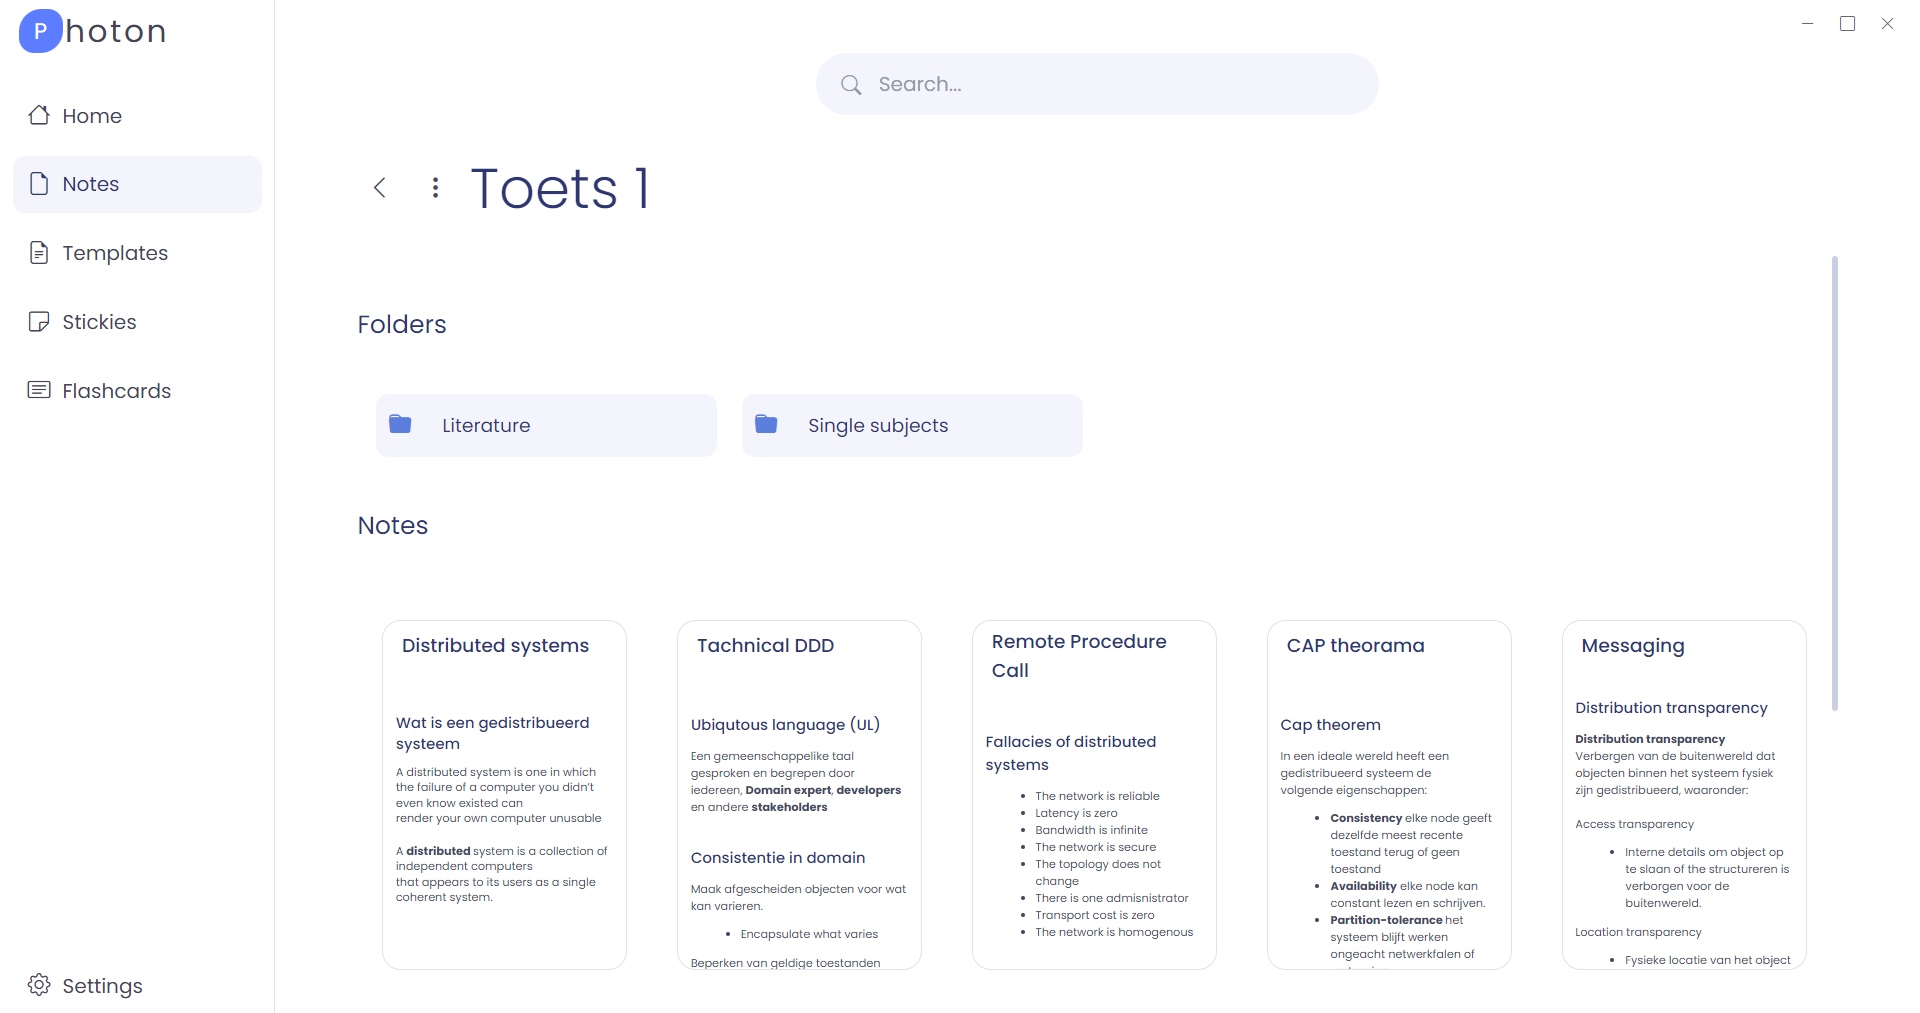 Photon
Search...
Home
Notes
Templates
Stickies
Flashcards
Settings
Toets 1
Folders
Literature
Single subjects
Notes
Distributed systems
Wat is een gedistribueerd
systeem
A distributed system is one in which
the failure of a computer you didn't
even know existed can
render your own computer unusable
A distributed system is a collection of
independent computers
that appears to its users as a single
coherent system.
Tachnical DDD
Ubiqutous language (UL)
Een gemeenschappelike taal
gesproken en begrepen door
iedereen, Domain expert, developers
en andere stakeholders
Consistentie in domain
Maak afgescheiden objecten voor wat
kan varieren.
• Encapsulate what varies
Beperken van geldige toestanden
Remote Procedure
Call
Fallacies of distributed
systems
• The network is reliable
• Latency is zero
• Bandwidth is infinite
• The network is secure
• The topology does not
change
• There is one admisnistrator
• Transport cost is zero
• The network is homogenous
CAP theorama
Cap theorem
In een ideale wereld heeft een
gedistribueerd systeem de
volgende eigenschappen:
• Consistency elke node geeft
dezelfde meest recente
toestand terug of geen
toestand
• Availability elke node kan
constant lezen en schrijven.
• Partition-tolerance het
systeem blijft werken
ongeacht netwerkfalen of
Messaging
Distribution transparency
Distribution transparency
Verbergen van de buitenwereld dat
objecten binnen het systeem fysiek
zijn gedistribueerd, waaronder:
Access transparency
• Interne details om object op
te slaan of the structureren is
verborgen voor de
buitenwereld.
Location transparency
• Fysieke locatie van het object